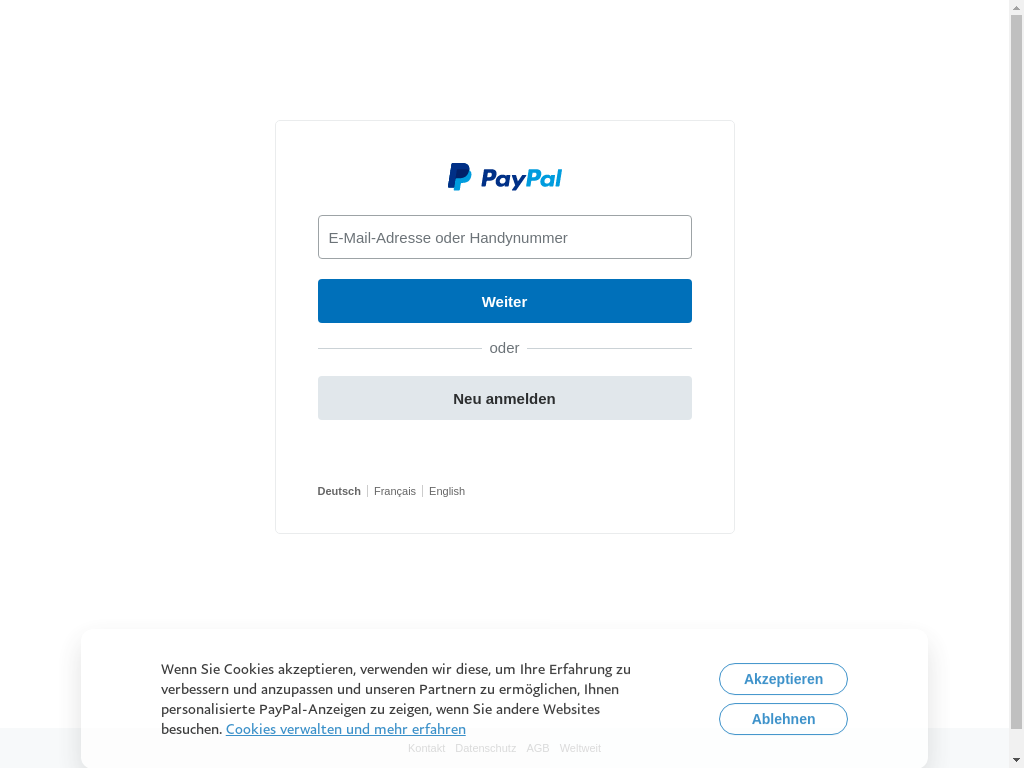 PayPal
E-Mail-Adresse oder Handynummer
Weiter
oder
Neu anmelden
Deutsch Français English
Wenn Sie Cookies akzeptieren, verwenden wir diese, um Ihre Erfahrung zu
verbessern und anzupassen und unseren Partnern zu ermöglichen, Ihnen
personalisierte PayPal-Anzeigen zu zeigen, wenn Sie andere Websites
besuchen. Cookies verwalten und mehr erfahren
Akzeptieren
Ablehnen
Kontakt Datenschutz AGB Weltweit